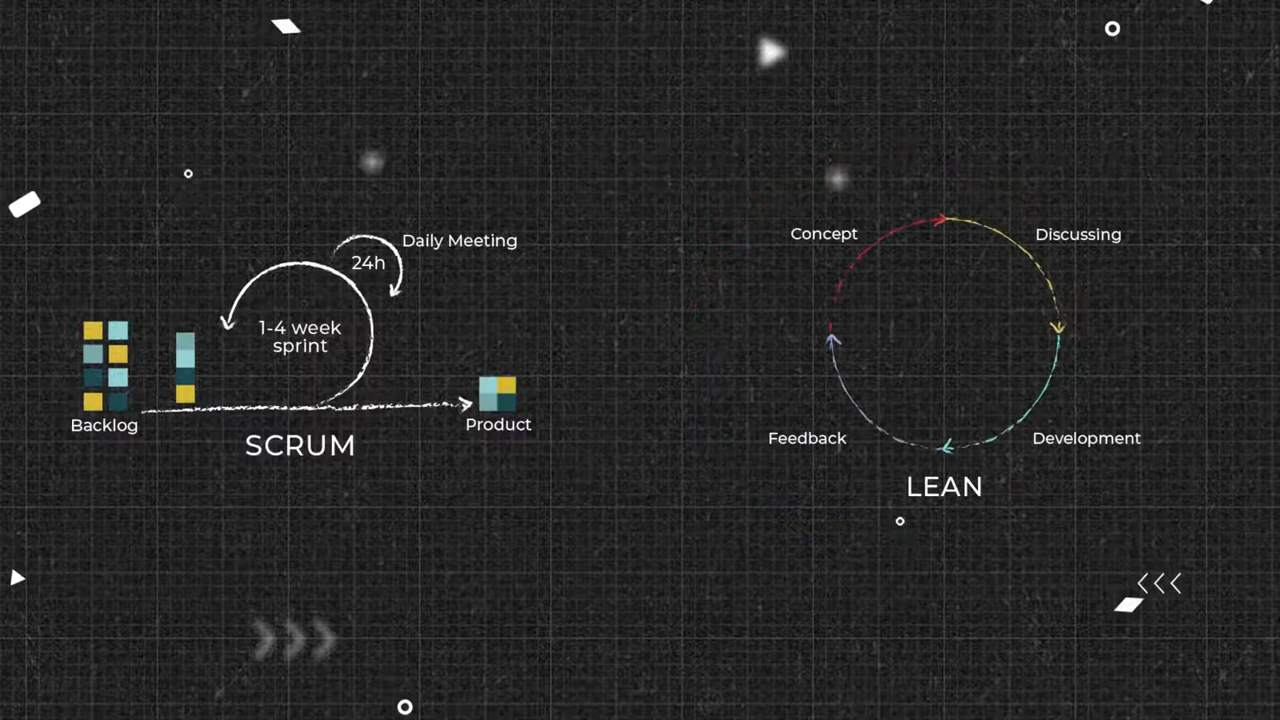 Daily Meeting
24h
1-4 week
sprint
Backlog
Product
SCRUM
Concept
Discussing
Feedback
Development
LEAN